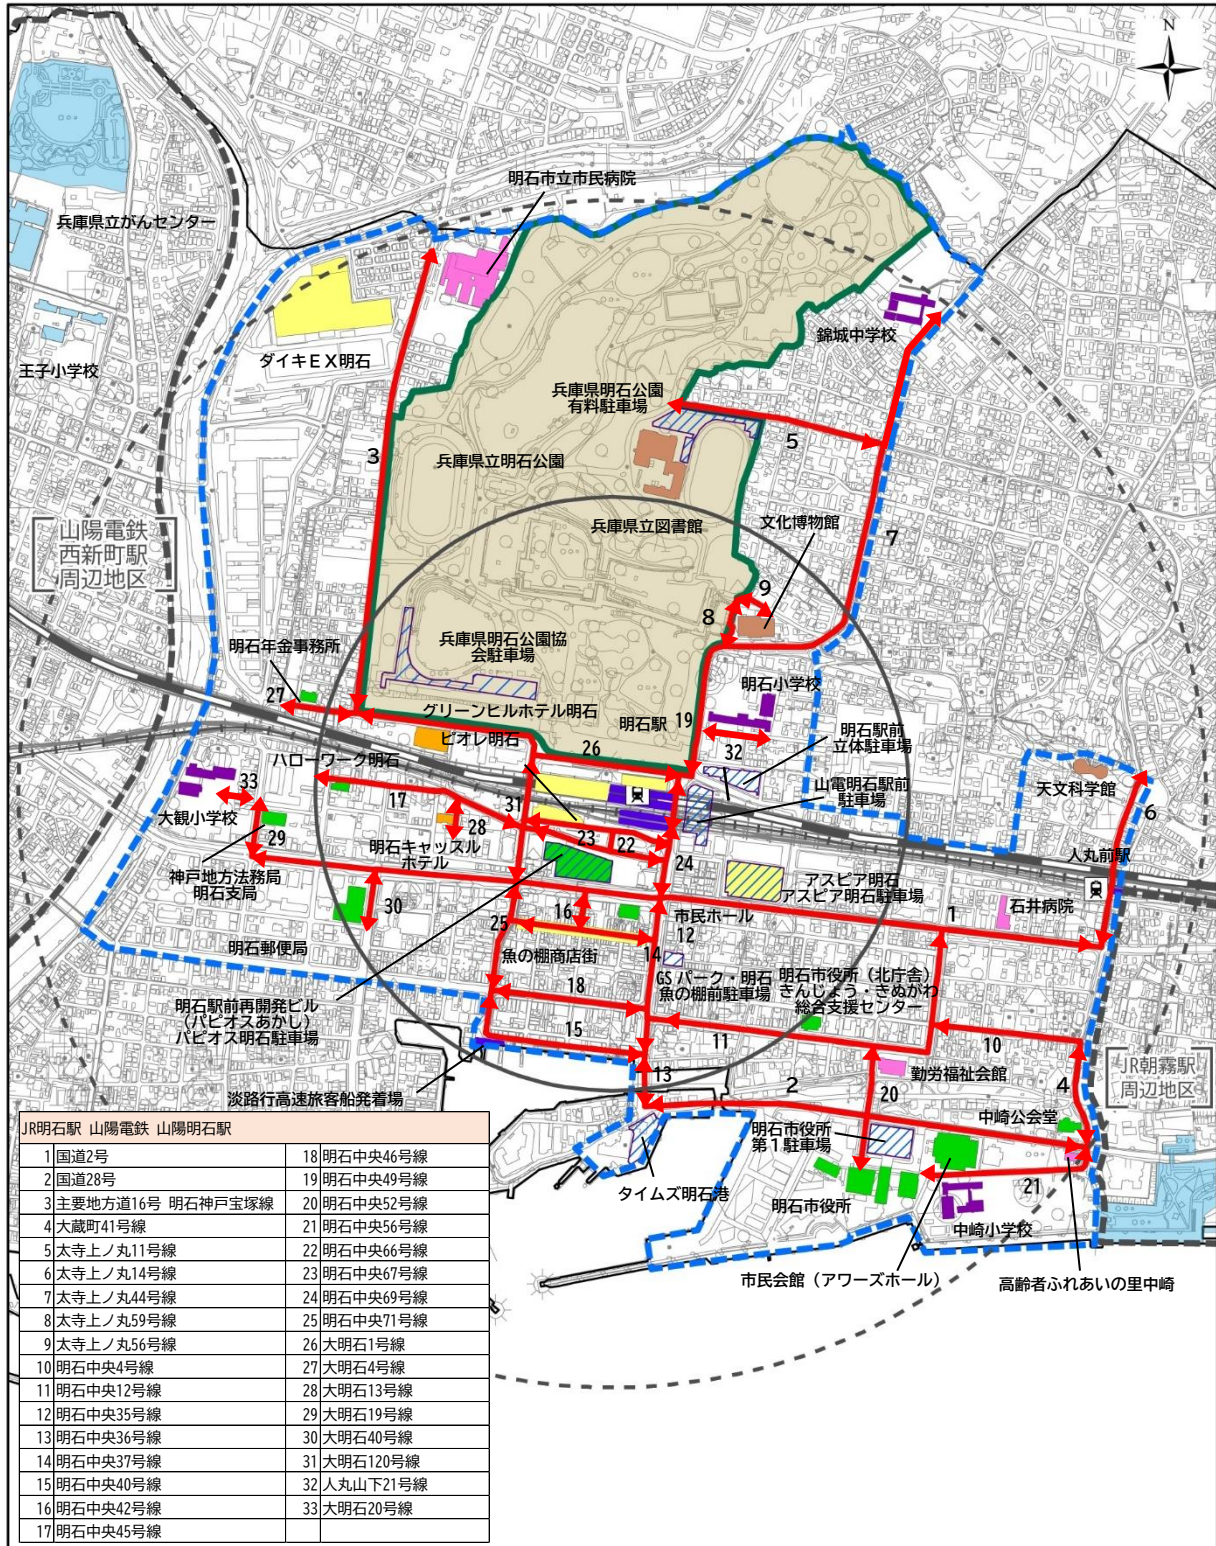 N
明石市立市民病院
兵庫県立がんセンター
錦城中学校
ダイキＥＸ明石
王子小学校
兵庫県明石公園
有料駐車場
5
3
兵庫県立明石公園
兵庫県立図書館
文化博物館
7
山陽電鉄
西新町駅
周辺地区
9
8
兵庫県明石公園協
会駐車場
明石年金事務所
明石小学校
27
グリーンヒルホテル明石
明石駅
19
明石駅前
立体駐車場
32
ピオレ明石
26
ハローワーク明石
山電明石駅前
駐車場
天文科学館
33
17
31
6
大観小学校
28
23
22
29
明石キャッスル
ホテル
24
人丸前駅
神戸地方法務局
明石支局
アスピア明石
アスピア明石駐車場
30
16
1
石井病院
25
市民ホール
12
明石郵便局
魚の棚商店街
14
GSパーク・明石
魚の棚前駐車場
明石市役所（北庁舎）
きんじょう・きぬがわ
総合支援センター
明石駅前再開発ビル
（パピオスあかし）
パピオス明石駐車場
18
15
11
10
JR朝霧駅
周辺地区
勤労福祉会館
13
2
20
4
淡路行高速旅客船発着場
中崎公会堂
明石市役所
第１駐車場
タイムズ明石港
21
明石市役所
中崎小学校
市民会館（アワーズホール）
高齢者ふれあいの里中崎
JR明石駅 山陽電鉄 山陽明石駅
1 国道2号 18 明石中央46号線
2 国道28号 19 明石中央49号線
3 主要地方道16号 明石神戸宝塚線 20 明石中央52号線
4 大蔵町41号線 21 明石中央56号線
5 太寺上ノ丸11号線 22 明石中央66号線
6 太寺上ノ丸14号線 23 明石中央67号線
7 太寺上ノ丸44号線 24 明石中央69号線
8 太寺上ノ丸59号線 25 明石中央71号線
9 太寺上ノ丸56号線 26 大明石1号線
10 明石中央4号線 27 大明石4号線
11 明石中央12号線 28 大明石13号線
12 明石中央35号線 29 大明石19号線
13 明石中央36号線 30 大明石40号線
14 明石中央37号線 31 大明石120号線
15 明石中央40号線 32 人丸山下21号線
16 明石中央42号線 33 大明石20号線
17 明石中央45号線